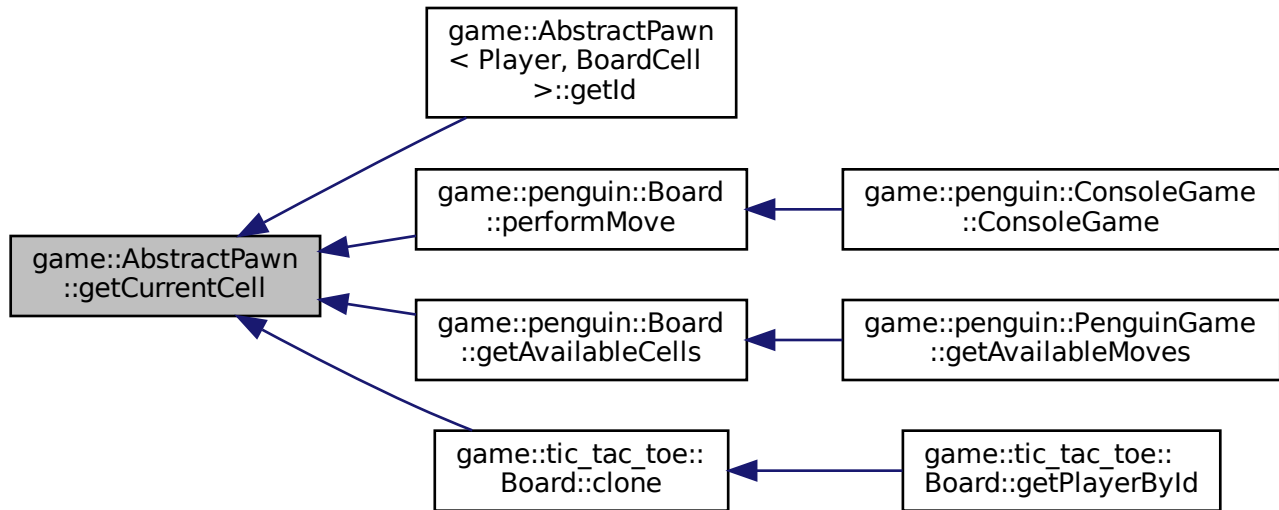 game::AbstractPawn
< Player, BoardCell
>::getId
game::penguin::Board
::performMove
game::penguin::ConsoleGame
::ConsoleGame
game::AbstractPawn
::getCurrentCell
game::penguin::Board
::getAvailableCells
game::penguin::PenguinGame
::getAvailableMoves
game::tic_tac_toe::
Board::clone
game::tic_tac_toe::
Board::getPlayerById